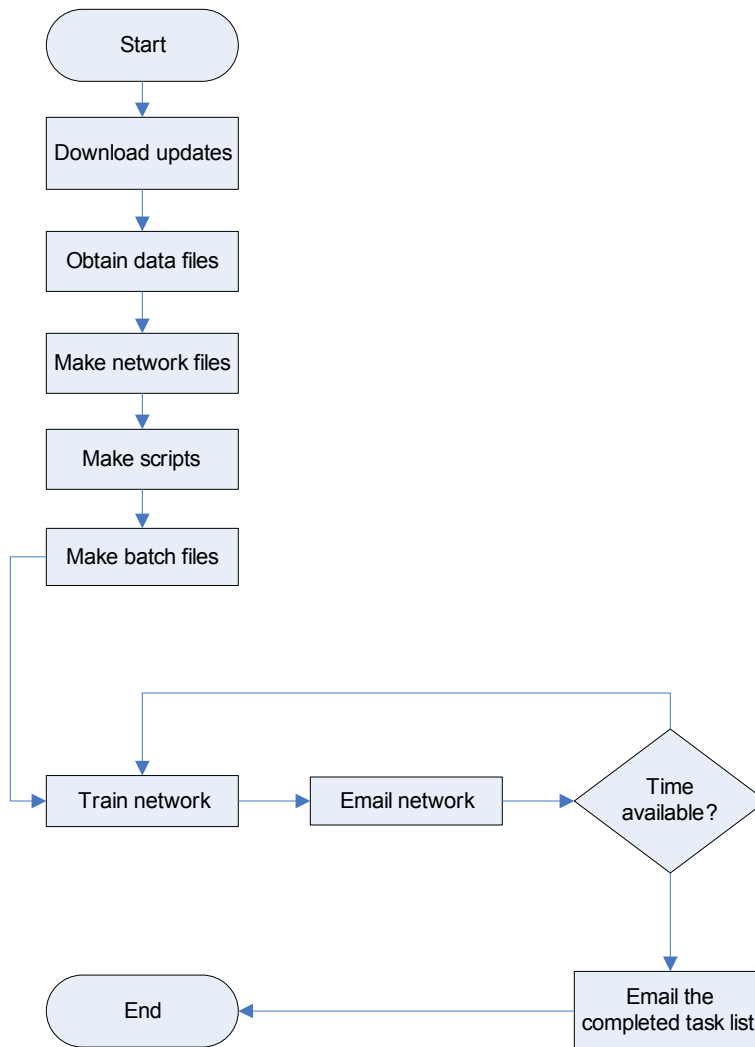 Start
Download updates
Obtain data files
Make network files
Make scripts
Make batch files
Train network
Email network
Time
available?
End
Email the
completed task list